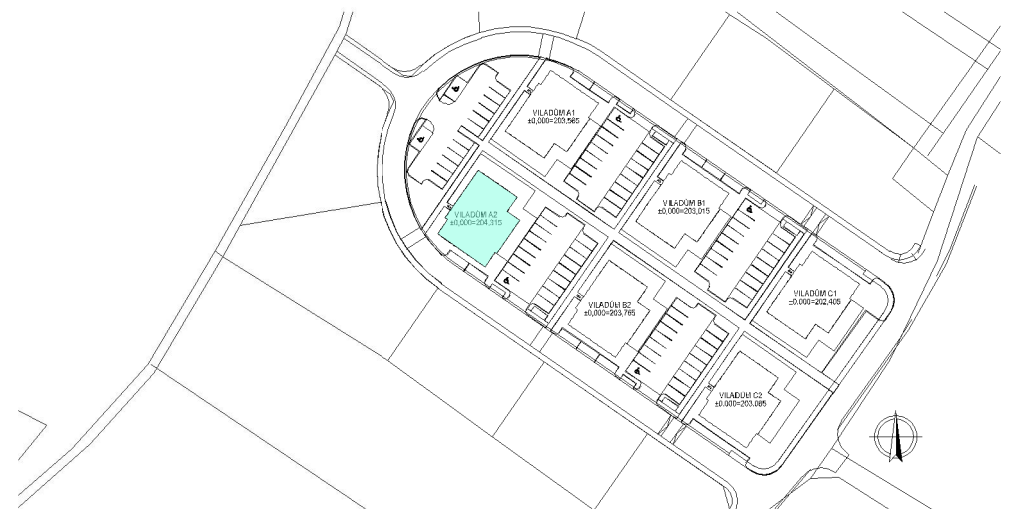 VILADŮM A1
±0,000=203,565
VILADŮM A2
±0,000=204,315
VILADŮM B1
±0,000=203,015
VILADŮM B2
±0,000=203,765
VILADŮM C1
±0,000=202,405
VILADŮM C2
±0,000=203,085